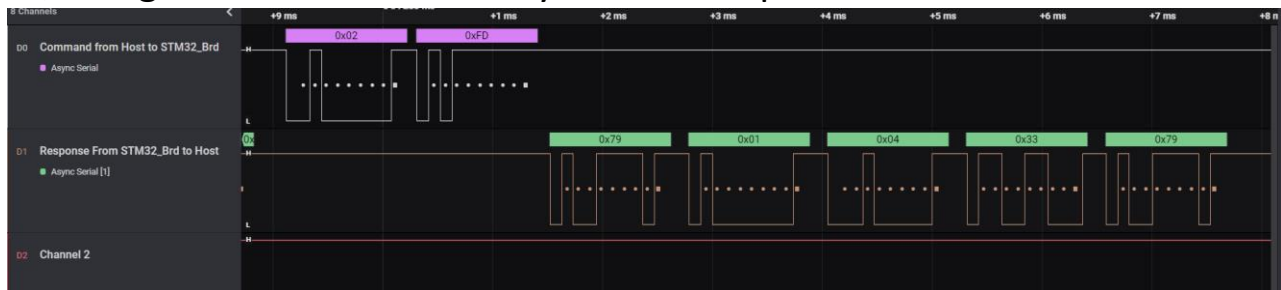 8 Channels
+9 ms +1 ms +2 ms +3 ms +4 ms +5 ms +6 ms +7 ms
0x02 0xFD
D0 Command from Host to STM32_Brd
Async Serial
H
L
0x 0x79 0x01 0x04 0x33 0x79
D1 Response From STM32_Brd to Host
Async Serial [1]
H
L
D2 Channel 2
H